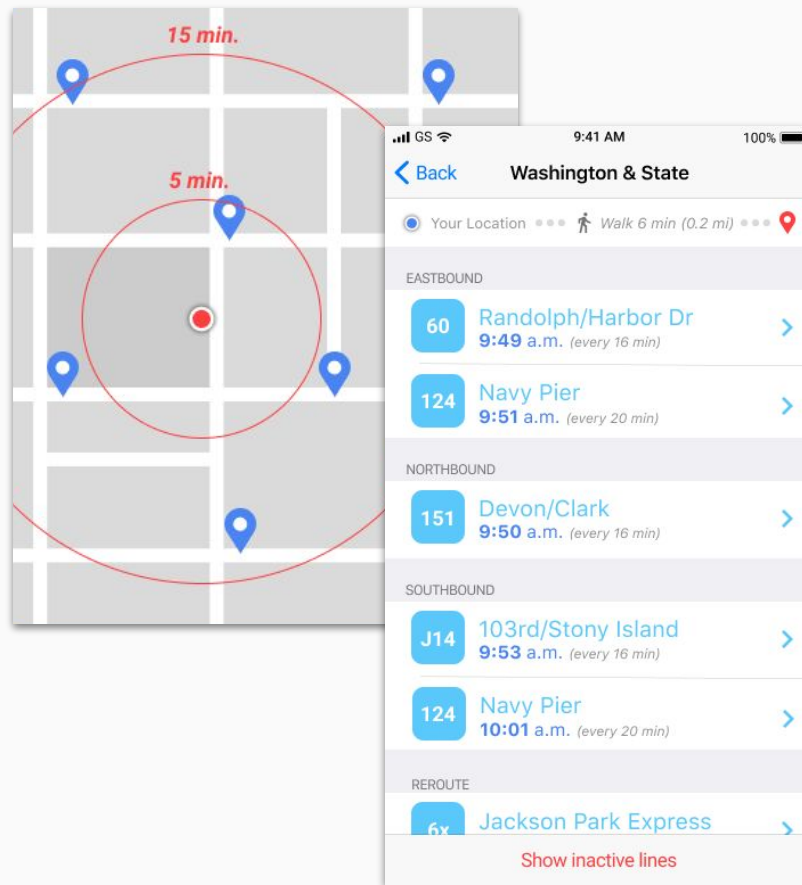 15 min.
5 min.
GS 9:41 AM 100%
Back Washington & State
Your Location Walk 6 min (0.2 mi)
EASTBOUND
60 Randolph/Harbor Dr
9:49 a.m. (every 16 min)
124 Navy Pier
9:51 a.m. (every 20 min)
NORTHBOUND
151 Devon/Clark
9:50 a.m. (every 16 min)
SOUTHBOUND
J14 103rd/Stony Island
9:53 a.m. (every 16 min)
124 Navy Pier
10:01 a.m. (every 20 min)
REROUTE
6x Jackson Park Express
Show inactive lines